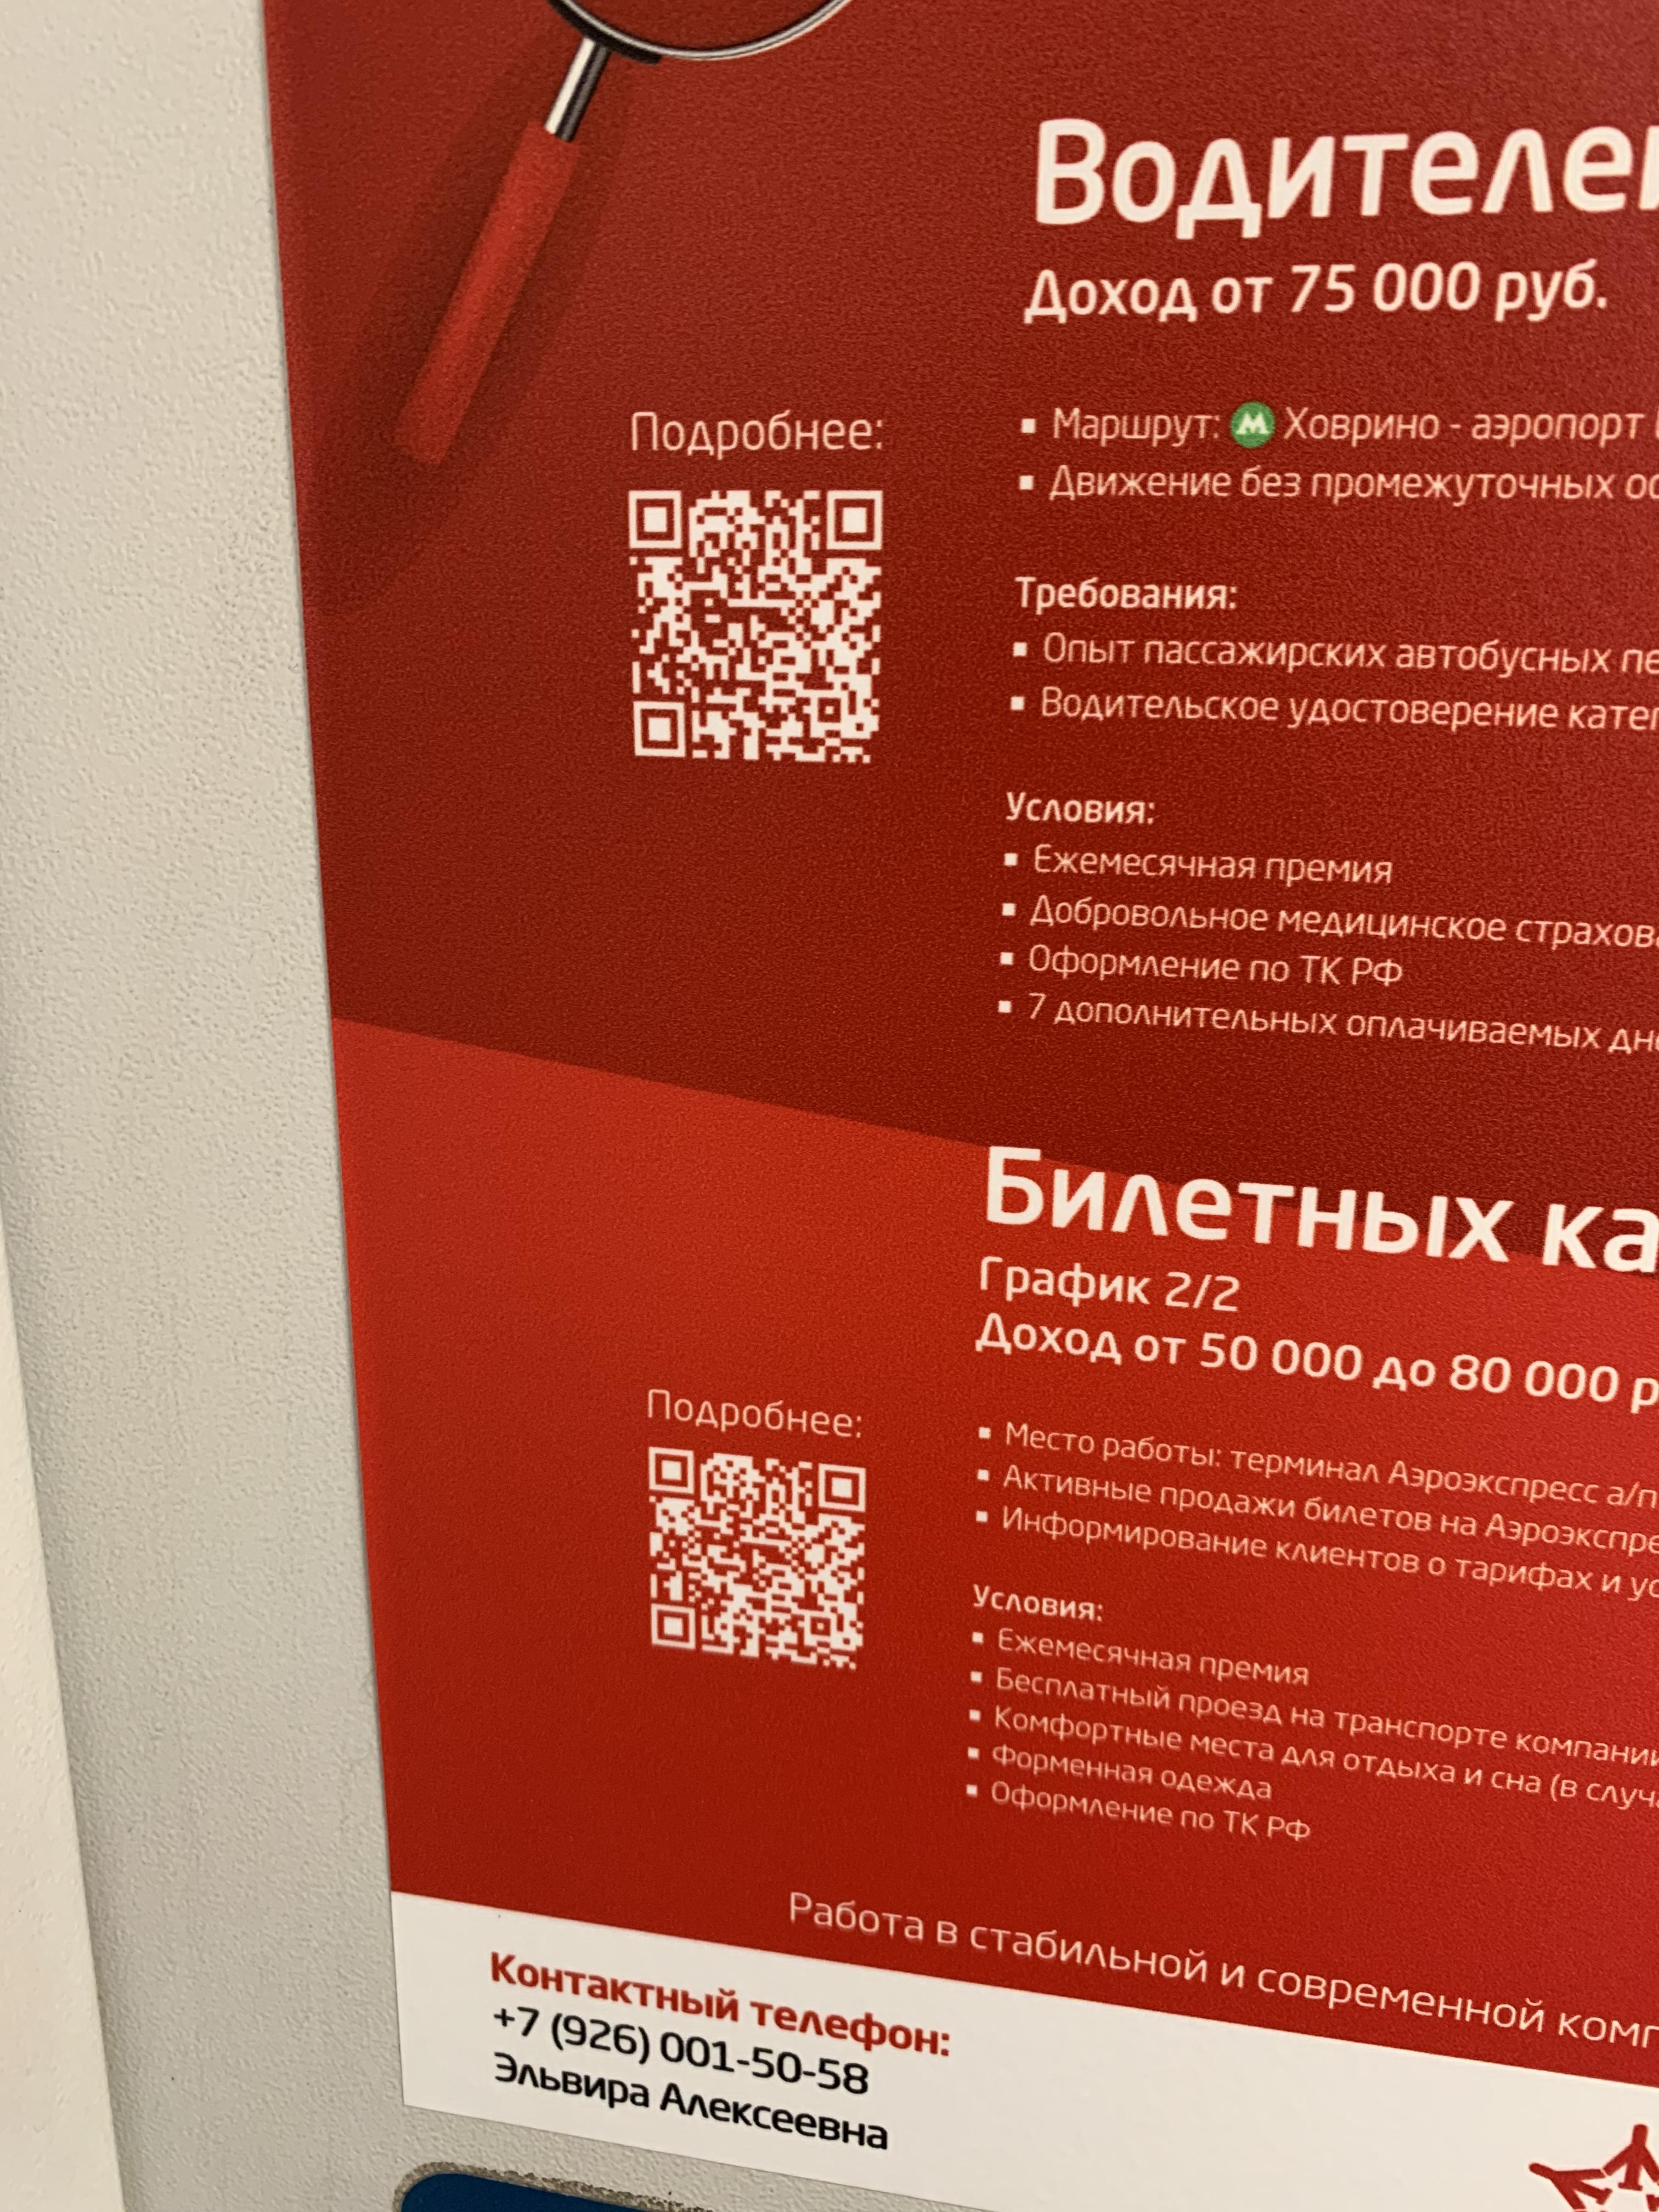 Водителей
Доход от 75 000 руб.
Подробнее:
Маршрут: М Ховрино - аэропорт
Движение без промежуточных
Требования:
Опыт пассажирских автобусных
Водительское удостоверение
Условия:
Ежемесячная премия
Добровольное медицинское
Оформление по ТК РФ
7 дополнительных оплачиваемых
Билетных
График 2/2
Доход от 50 000 до 80 000
Подробнее:
Место работы: терминал Аэроэкспресс а/п
Активные продажи билетов на
Информирование клиентов о тарифах и
Условия:
Ежемесячная премия
Бесплатный проезд на транспорте компании
Комфортные места для отдыха и сна (в
Форменная одежда
Оформление по ТК РФ
Работа в стабильной и современной
Контактный телефон:
+7 (926) 001-50-58
Эльвира Алексеевна